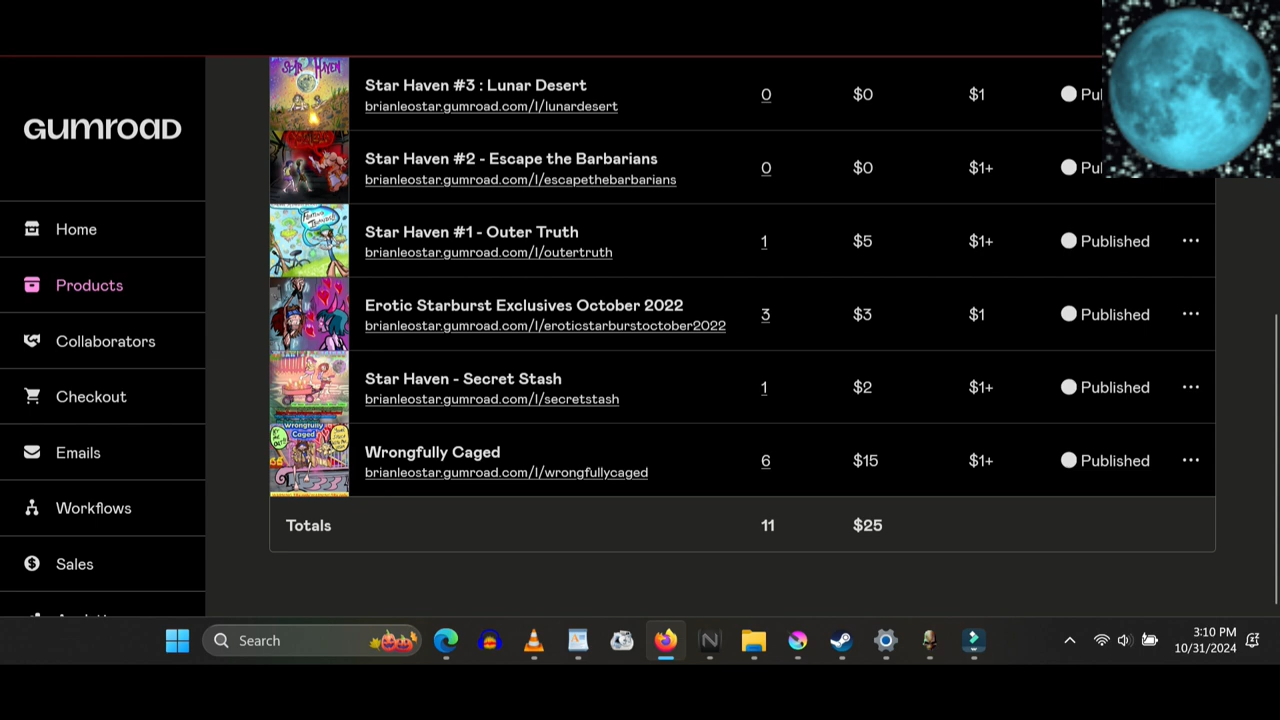 GUMROAD
Home
Products
Collaborators
Checkout
Emails
Workflows
Sales
STAR HAVEN
Star Haven #3 : Lunar Desert
brianleostar.gumroad.com/l/lunardesert
0
$0
$1
Star Haven #2 - Escape the Barbarians
brianleostar.gumroad.com/l/escapethebarbarians
0
$0
$1+
Star Haven #1 - Outer Truth
brianleostar.gumroad.com/l/outertruth
1
$5
$1+
Published
Erotic Starburst Exclusives October 2022
brianleostar.gumroad.com/l/eroticstarburstoctober2022
3
$3
$1
Published
Star Haven - Secret Stash
brianleostar.gumroad.com/l/secretstash
1
$2
$1+
Published
Wrongfully
Caged
Wrongfully Caged
brianleostar.gumroad.com/l/wrongfullycaged
6
$15
$1+
Published
Totals
11
$25
Search
3:10 PM
10/31/2024